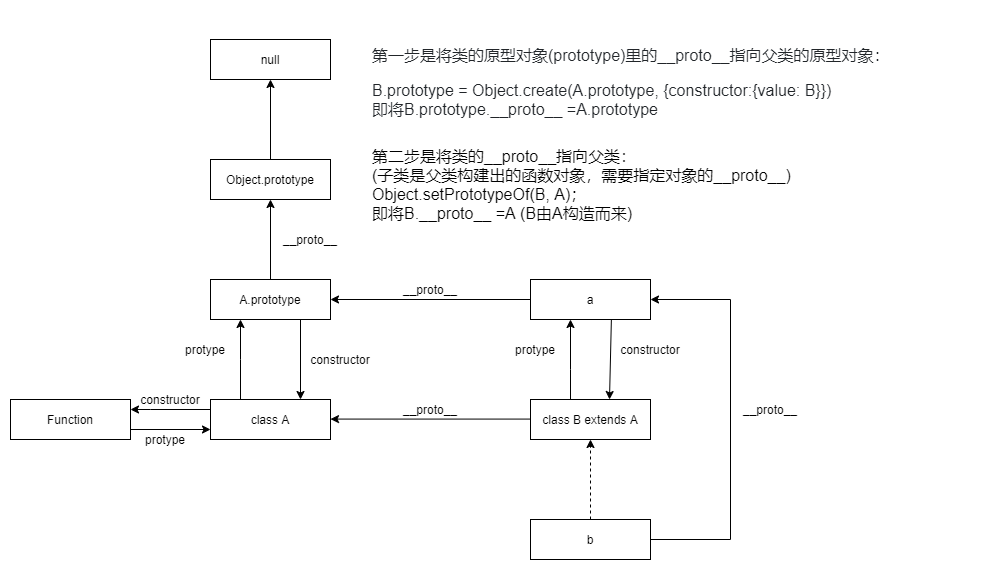 null
第一步是将类的原型对象(prototype)里的__proto__指向父类的原型对象：
B.prototype = Object.create(A.prototype, {constructor:{value: B}})
即将B.prototype.__proto__ =A.prototype
Object.prototype
第二步是将类的__proto__指向父类：
(子类是父类构建出的函数对象，需要指定对象的__proto__)
Object.setPrototypeOf(B, A)；
即将B.__proto__ =A (B由A构造而来)
__proto__
A.prototype
__proto__
a
protype
constructor
protype
constructor
Function
constructor
protype
class A
__proto__
class B extends A
__proto__
b